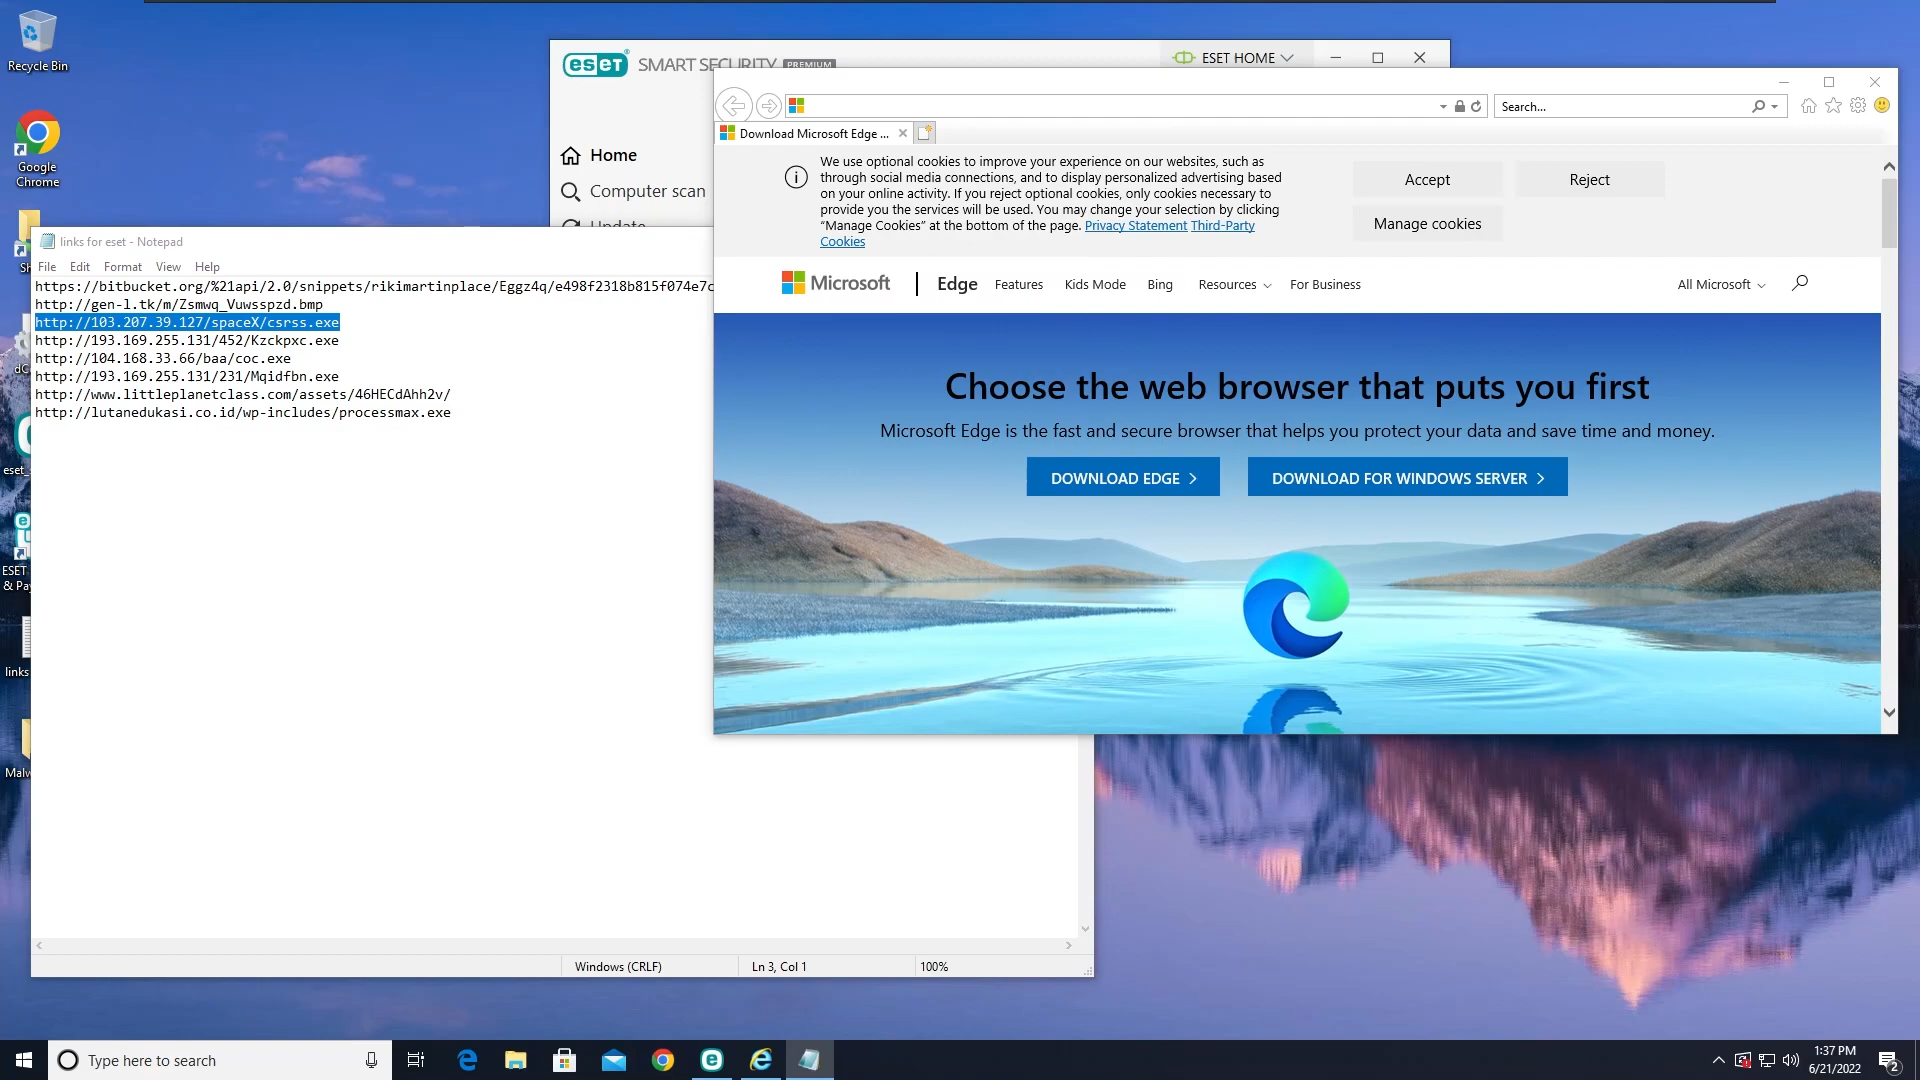 Recycle Bin
Google
Chrome
eset SMART SECURITY PREMIUM
ESET HOME
Home
Computer scan
Update
links for eset - Notepad
File Edit Format View Help
https://bitbucket.org/%21api/2.0/snippets/rikimartinplace/Eggz4q/e498f2318b815f074e7c
http://gen-l.tk/m/Zsmwq_Vuwsspzd.bmp
http://103.207.39.127/spaceX/csrss.exe
http://193.169.255.131/452/Kzckpxc.exe
http://104.168.33.66/baa/coc.exe
http://193.169.255.131/231/Mqidfbn.exe
http://www.littleplanetclass.com/assets/46HECdAhh2v/
http://lutanedukasi.co.id/wp-includes/processmax.exe
Windows (CRLF)
Ln 3, Col 1
100%
eset_
ESET
& Pa
links
Malw
Search...
Download Microsoft Edge ...
We use optional cookies to improve your experience on our websites, such as
through social media connections, and to display personalized advertising based
on your online activity. If you reject optional cookies, only cookies necessary to
provide you the services will be used. You may change your selection by clicking
“Manage Cookies” at the bottom of the page. Privacy Statement Third-Party
Cookies
Accept
Reject
Manage cookies
Microsoft
Edge Features Kids Mode Bing Resources For Business
All Microsoft
Choose the web browser that puts you first
Microsoft Edge is the fast and secure browser that helps you protect your data and save time and money.
DOWNLOAD EDGE >
DOWNLOAD FOR WINDOWS SERVER >
Type here to search
1:37 PM
6/21/2022
2